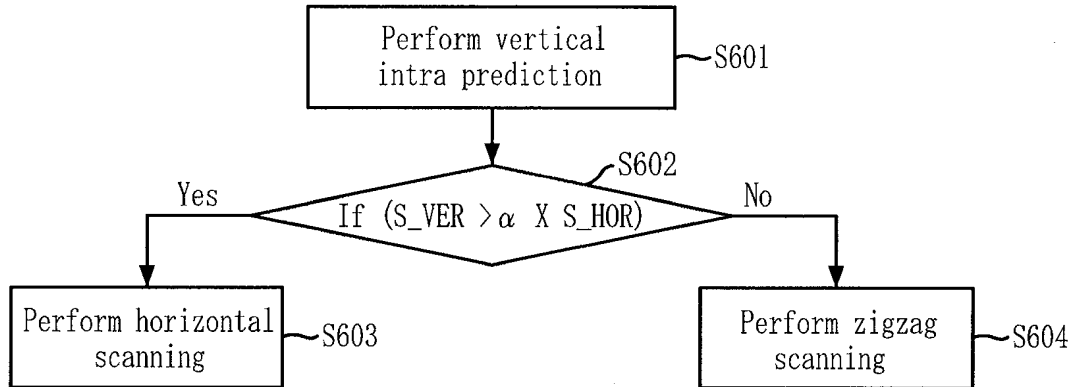 Perform vertical
intra prediction
S601
S602
Yes
No
If (S_VER >α X S_HOR)
Perform horizontal
scanning
S603
Perform zigzag
scanning
S604